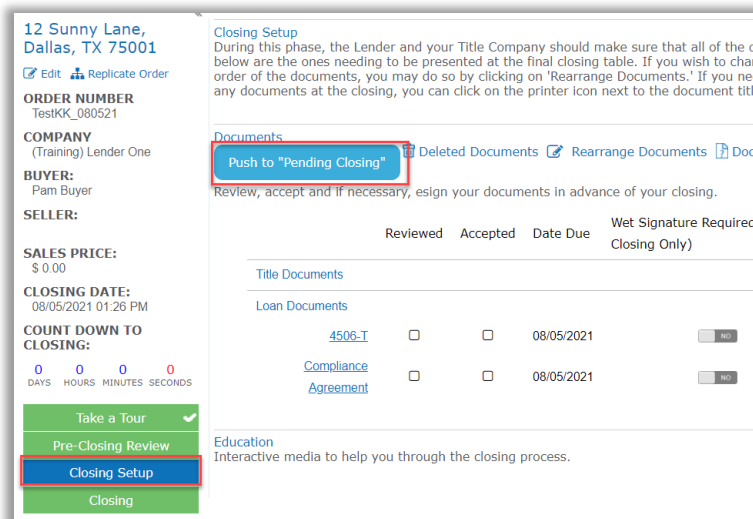 12 Sunny Lane,
Dallas, TX 75001
Edit Replicate Order
ORDER NUMBER
TestKK_080521
COMPANY
(Training) Lender One
BUYER:
Pam Buyer
SELLER:
SALES PRICE:
$ 0.00
CLOSING DATE:
08/05/2021 01:26 PM
COUNT DOWN TO
CLOSING:
0 0 0 0
DAYS HOURS MINUTES SECONDS
Take a Tour
Pre-Closing Review
Closing Setup
Closing
Closing Setup
During this phase, the Lender and your Title Company should make sure that all of the
below are the ones needing to be presented at the final closing table. If you wish to
order of the documents, you may do so by clicking on 'Rearrange Documents.' If you
any documents at the closing, you can click on the printer icon next to the document
Documents
Push to "Pending Closing"
Deleted Documents Rearrange Documents
Review, accept and if necessary, esign your documents in advance of your closing.
Reviewed Accepted Date Due Wet Signature Required
Closing Only)
Title Documents
Loan Documents
4506-T 08/05/2021 NO
Compliance
Agreement 08/05/2021 NO
Education
Interactive media to help you through the closing process.